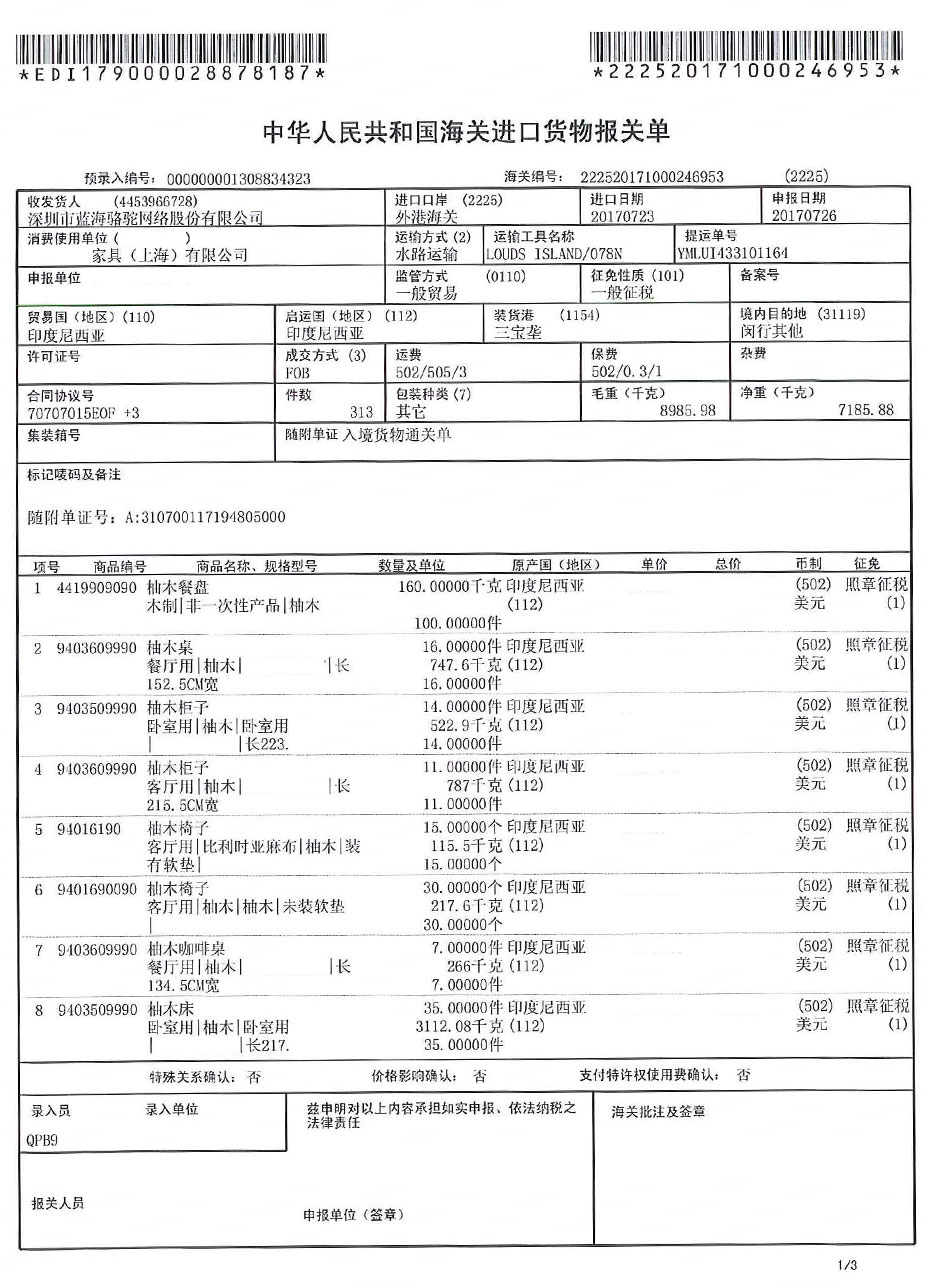 *EDI179000028878187*
*222520171000246953*
中华人民共和国海关进口货物报关单
预录入编号: 000000001308834323 海关编号: 222520171000246953 (2225)
收发货人 (4453966728) 进口口岸 (2225) 进口日期 申报日期
深圳市蓝海骆驼网络股份有限公司 外港海关 20170723 20170726
消费使用单位( ) 运输方式(2) 运输工具名称 提运单号
家具(上海)有限公司 水路运输 LOUDS ISLAND/078N YMLUI433101164
申报单位 监管方式 (0110) 征免性质(101) 备案号
一般贸易 一般征税
贸易国(地区)(110) 启运国(地区) (112) 装货港 (1154) 境内目的地 (31119)
印度尼西亚 印度尼西亚 三宝垄 闵行其他
许可证号 成交方式 (3) 运费 保费 杂费
FOB 502/505/3 502/0.3/1
合同协议号 件数 包装种类(7) 毛重(千克) 净重(千克)
70707015EOF +3 313 其它 8985.98 7185.88
集装箱号 随附单证 入境货物通关单
标记唛码及备注
随附单证号: A:310700117194805000
项号 商品编号 商品名称、规格型号 数量及单位 原产国(地区) 单价 总价 币制 征免
1 4419909090 柚木餐盘 160.00000千克 印度尼西亚 (502) 照章征税
木制|非一次性产品|柚木 (112) 美元 (1)
100.00000件
2 9403609990 柚木桌 16.00000件 印度尼西亚 (502) 照章征税
餐厅用|柚木| |长 747.6千克 (112) 美元 (1)
152.5CM宽 16.00000件
3 9403509990 柚木柜子 14.00000件 印度尼西亚 (502) 照章征税
卧室用|柚木|卧室用 522.9千克 (112) 美元 (1)
| |长223. 14.00000件
4 9403609990 柚木柜子 11.00000件 印度尼西亚 (502) 照章征税
客厅用|柚木| |长 787千克 (112) 美元 (1)
215.5CM宽 11.00000件
5 94016190 柚木椅子 15.00000个 印度尼西亚 (502) 照章征税
客厅用|比利时亚麻布|柚木|装 115.5千克 (112) 美元 (1)
有软垫| 15.00000个
6 9401690090 柚木椅子 30.00000个 印度尼西亚 (502) 照章征税
客厅用|柚木|柚木|未装软垫 217.6千克 (112) 美元 (1)
| 30.00000个
7 9403609990 柚木咖啡桌 7.00000件 印度尼西亚 (502) 照章征税
餐厅用|柚木| |长 266千克 (112) 美元 (1)
134.5CM宽 7.00000件
8 9403509990 柚木床 35.00000件 印度尼西亚 (502) 照章征税
卧室用|柚木|卧室用 3112.08千克 (112) 美元 (1)
| |长217. 35.00000件
特殊关系确认: 否 价格影响确认: 否 支付特许权使用费确认: 否
录入员 录入单位 兹申明对以上内容承担如实申报、依法纳税之 海关批注及签章
法律责任
QPB9
报关人员
申报单位(签章)
1/3